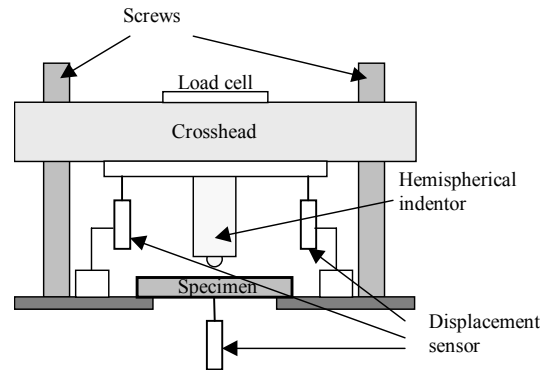 Screws
Load cell
Crosshead
Hemispherical
indentor
Specimen
Displacement
sensor